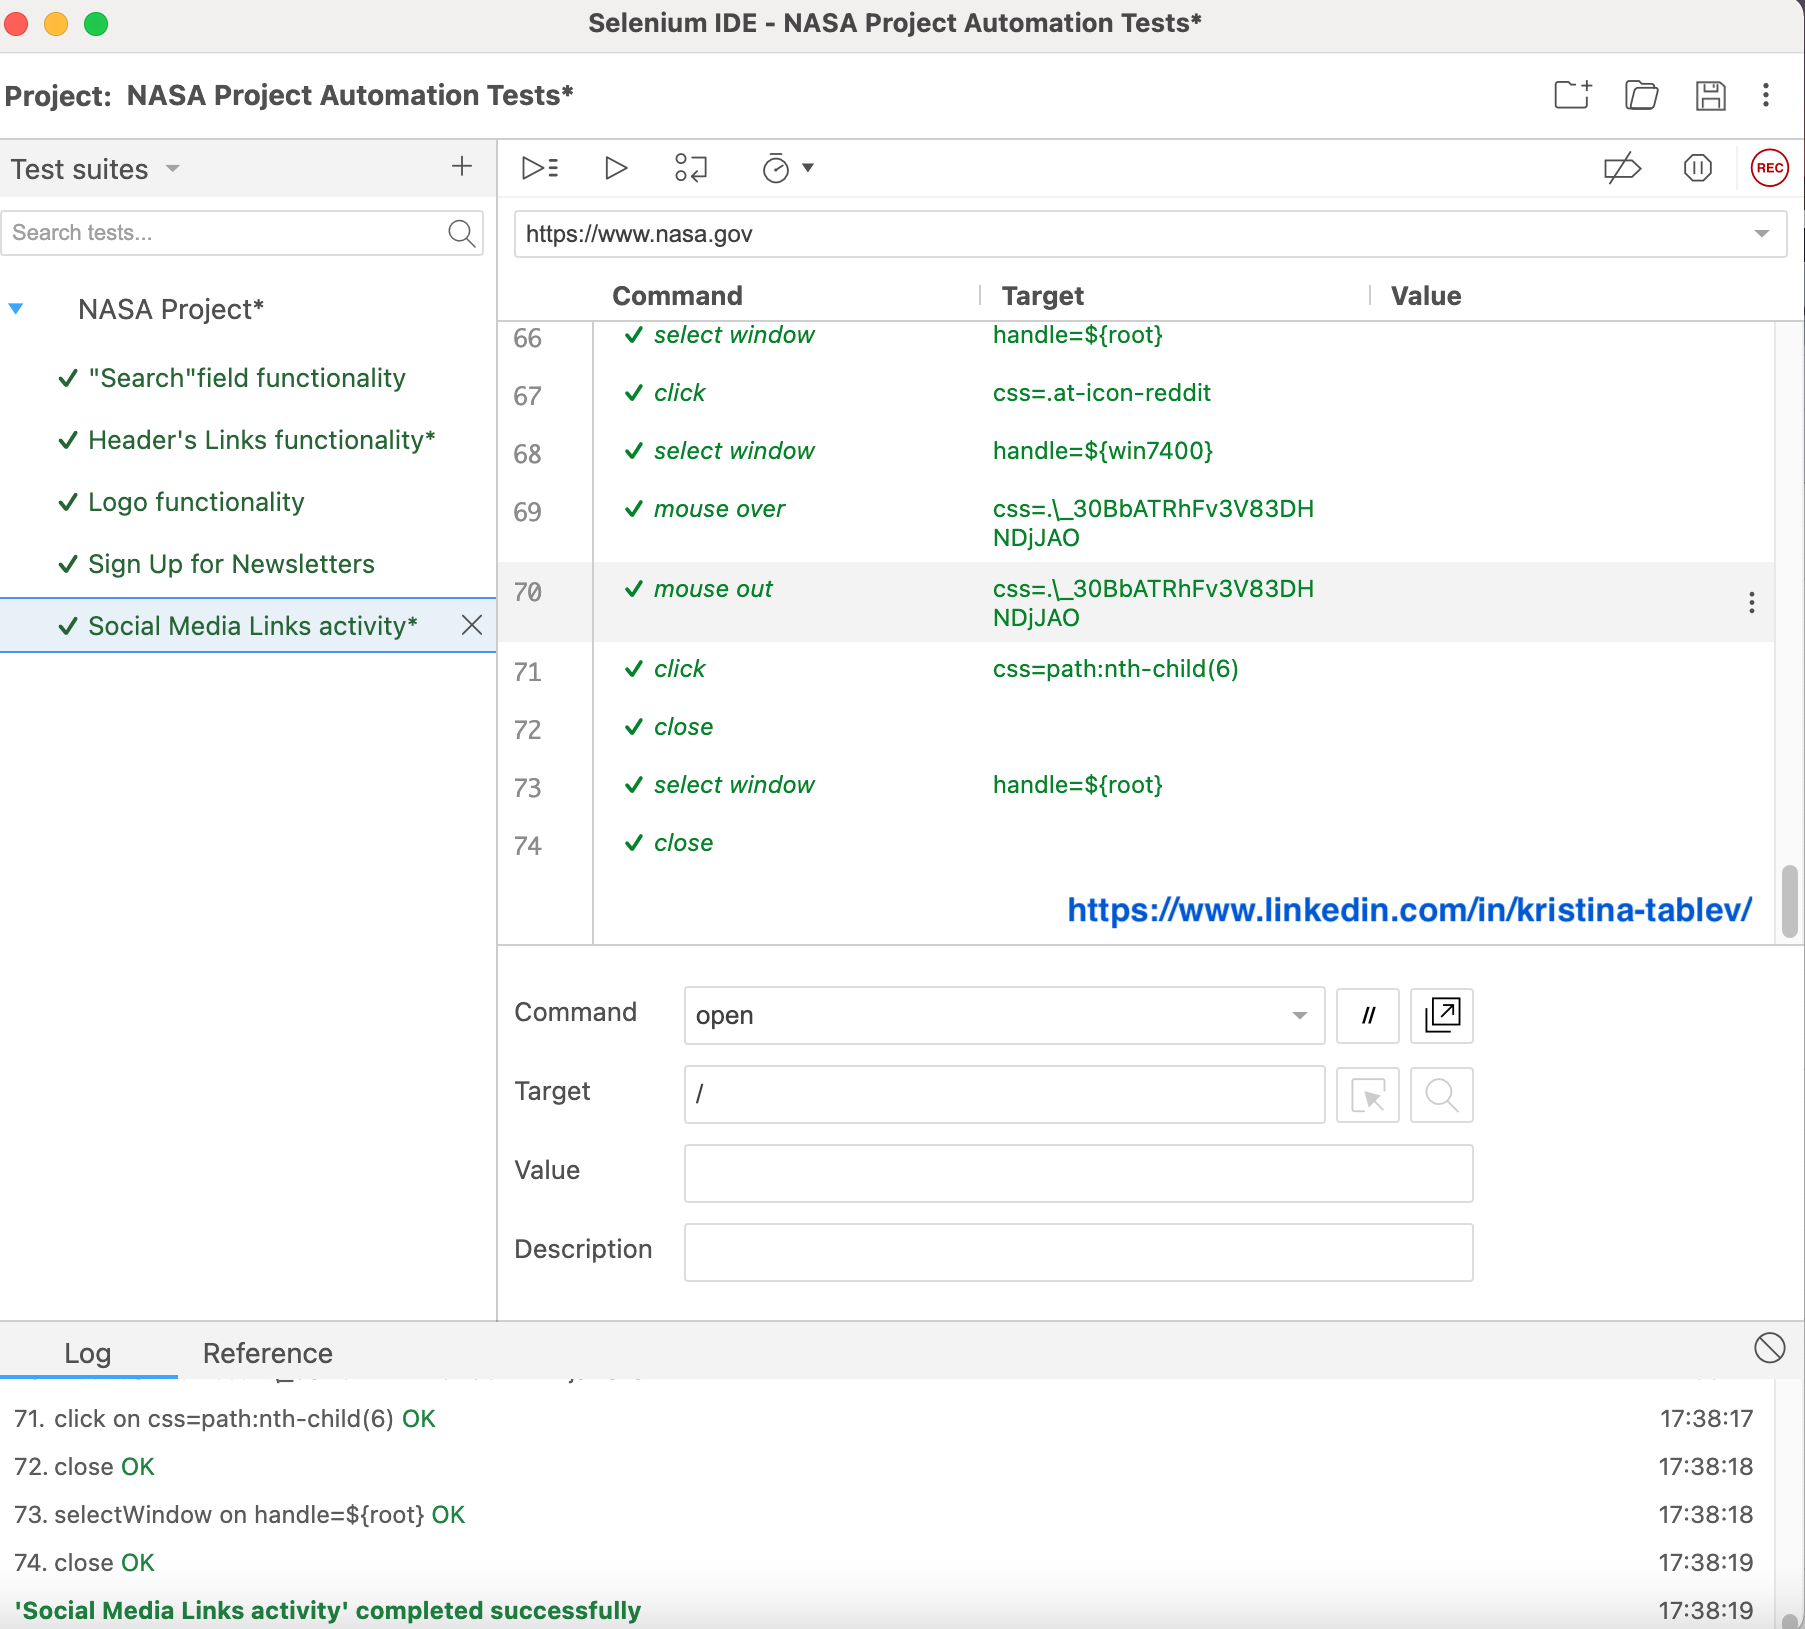 Selenium IDE - NASA Project Automation Tests*
Project: NASA Project Automation Tests*
Test suites
REC
Search tests...
https://www.nasa.gov
Command Target Value
NASA Project*
"Search"field functionality
Header's Links functionality*
Logo functionality
Sign Up for Newsletters
Social Media Links activity*
66 select window handle=${root}
67 click css=.at-icon-reddit
68 select window handle=${win7400}
69 mouse over css=.\_30BbATRhFv3V83DH
NDjJAO
70 mouse out css=.\_30BbATRhFv3V83DH
NDjJAO
71 click css=path:nth-child(6)
72 close
73 select window handle=${root}
74 close
https://www.linkedin.com/in/kristina-tablev/
Command open //
Target /
Value
Description
Log Reference
71. click on css=path:nth-child(6) OK 17:38:17
72. close OK 17:38:18
73. selectWindow on handle=${root} OK 17:38:18
74. close OK 17:38:19
'Social Media Links activity' completed successfully 17:38:19